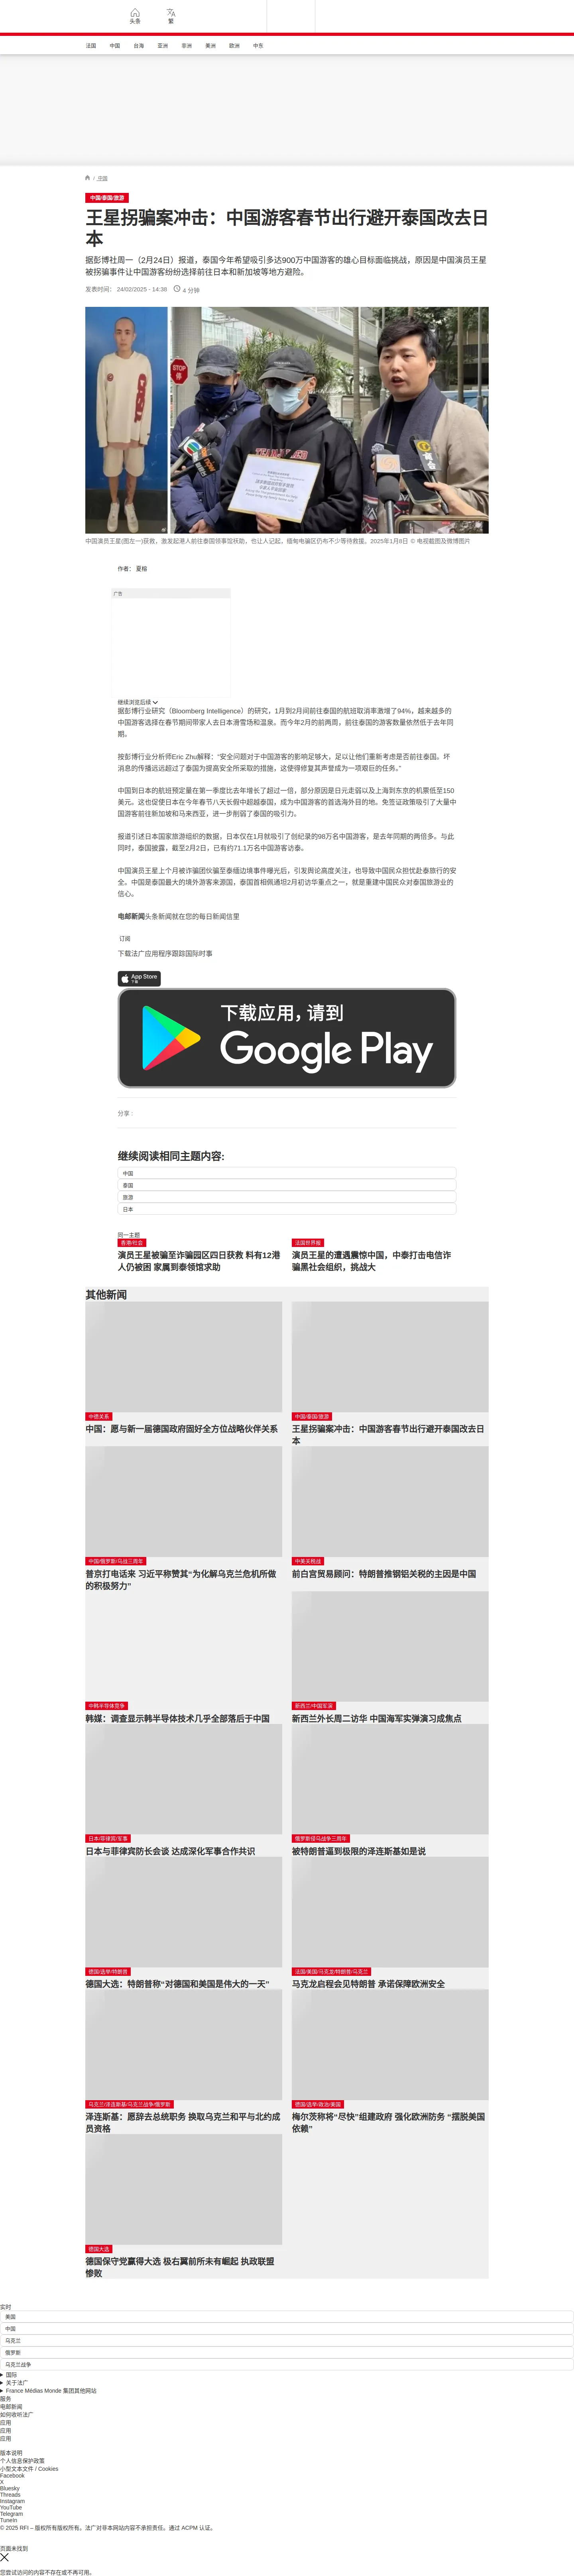 头条
繁
法国 中国 台海 亚洲 非洲 美洲 欧洲 中东
/ 中国
中国/泰国/旅游
王星拐骗案冲击：中国游客春节出行避开泰国改去日
本
据彭博社周一（2月24日）报道，泰国今年希望吸引多达900万中国游客的雄心目标面临挑战，原因是中国演员王星
被拐骗事件让中国游客纷纷选择前往日本和新加坡等地方避险。
发表时间： 24/02/2025 - 14:38 4 分钟
STOP
停
中国演员王星(图左一)获救，激发起港人前往泰国领事馆抗助。也让人记起，缅甸电骗区扔布不少等待救援。2025年1月8日 © 电视截图及微博图片
作者： 夏榕
广告
继续浏览后续
据彭博行业研究（Bloomberg Intelligence）的研究，1月到2月间前往泰国的航班取消率激增了94%，越来越多的
中国游客选择在春节期间带家人去日本滑雪场和温泉。而今年2月的前两周，前往泰国的游客数量依然低于去年同
期。
按彭博行业分析师Eric Zhu解释：“安全问题对于中国游客的影响足够大，足以让他们重新考虑是否前往泰国。坏
消息的传播远远超过了泰国为提高安全所采取的措施，这使得修复其声誉成为一项艰巨的任务。”
中国到日本的航班预定量在第一季度比去年增长了超过一倍，部分原因是日元走弱以及上海到东京的机票低至150
美元。这也促使日本在今年春节八天长假中超越泰国，成为中国游客的首选海外目的地。免签证政策吸引了大量中
国游客前往新加坡和马来西亚，进一步削弱了泰国的吸引力。
报道引述日本国家旅游组织的数据，日本仅在1月就吸引了创纪录的98万名中国游客，是去年同期的两倍多。与此
同时，泰国披露，截至2月2日，已有约71.1万名中国游客访泰。
中国演员王星上个月被诈骗团伙骗至泰缅边境事件曝光后，引发舆论高度关注，也导致中国民众担忧赴泰旅行的安
全。中国是泰国最大的境外游客来源国，泰国首相佩通坦2月初访华重点之一，就是重建中国民众对泰国旅游业的
信心。
电邮新闻头条新闻就在您的每日新闻信里
订阅
下载法广应用程序跟踪国际时事
App Store
下载
下载应用，请到
Google Play
分享 :
继续阅读相同主题内容:
中国
泰国
旅游
日本
同一主题
香港/社会
演员王星被骗至诈骗园区四日获救 料有12港
人仍被困 家属到泰领馆求助
法国世界报
演员王星的遭遇震惊中国，中泰打击电信诈
骗黑社会组织，挑战大
其他新闻
中德关系
中国：愿与新一届德国政府固好全方位战略伙伴关系
中国/泰国/旅游
王星拐骗案冲击：中国游客春节出行避开泰国改去日
本
中国/俄罗斯/乌战三周年
普京打电话来 习近平称赞其“为化解乌克兰危机所做
的积极努力”
中美关税战
前白宫贸易顾问：特朗普推钢铝关税的主因是中国
中韩半导体竞争
韩媒：调查显示韩半导体技术几乎全部落后于中国
新西兰/中国军演
新西兰外长周二访华 中国海军实弹演习成焦点
日本/菲律宾/军事
日本与菲律宾防长会谈 达成深化军事合作共识
俄罗斯侵乌战争三周年
被特朗普逼到极限的泽连斯基如是说
德国/选举/特朗普
德国大选：特朗普称“对德国和美国是伟大的一天”
法国/美国/马克龙/特朗普/乌克兰
马克龙启程会见特朗普 承诺保障欧洲安全
乌克兰/泽连斯基/乌克兰战争/俄罗斯
泽连斯基：愿辞去总统职务 换取乌克兰和平与北约成
员资格
德国/选举/政治/美国
梅尔茨称将“尽快”组建政府 强化欧洲防务 “摆脱美国
依赖”
德国大选
德国保守党赢得大选 极右翼前所未有崛起 执政联盟
惨败
实时
美国
中国
乌克兰
俄罗斯
乌克兰战争
国际
关于法广
France Médias Monde 集团其他网站
服务
电邮新闻
如何收听法广
应用
应用
应用
版本说明
个人信息保护政策
小型文本文件 / Cookies
Facebook
X
Bluesky
Threads
Instagram
YouTube
Telegram
TuneIn
© 2025 RFI – 版权所有版权所有。法广对非本网站内容不承担责任。通过 ACPM 认证。
页面未找到
您尝试访问的内容不存在或不再可用。